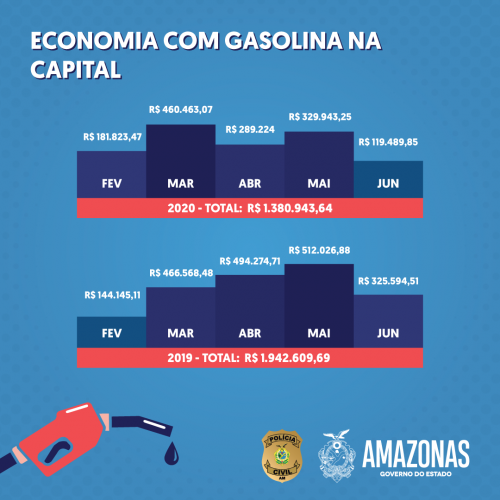 ECONOMIA COM GASOLINA NA
CAPITAL
R$ 181.823,47
R$ 460.463,07
R$ 289.224
R$ 329.943,25
R$ 119.489,85
FEV
MAR
ABR
MAI
JUN
2020 - TOTAL: R$ 1.380.943,64
R$ 144.145,11
R$ 466.568,48
R$ 494.274,71
R$ 512.026,88
R$ 325.594,51
FEV
MAR
ABR
MAI
JUN
2019 - TOTAL: R$ 1.942.609,69
POLÍCIA
CIVIL
AM
AMAZONAS
GOVERNO DO ESTADO